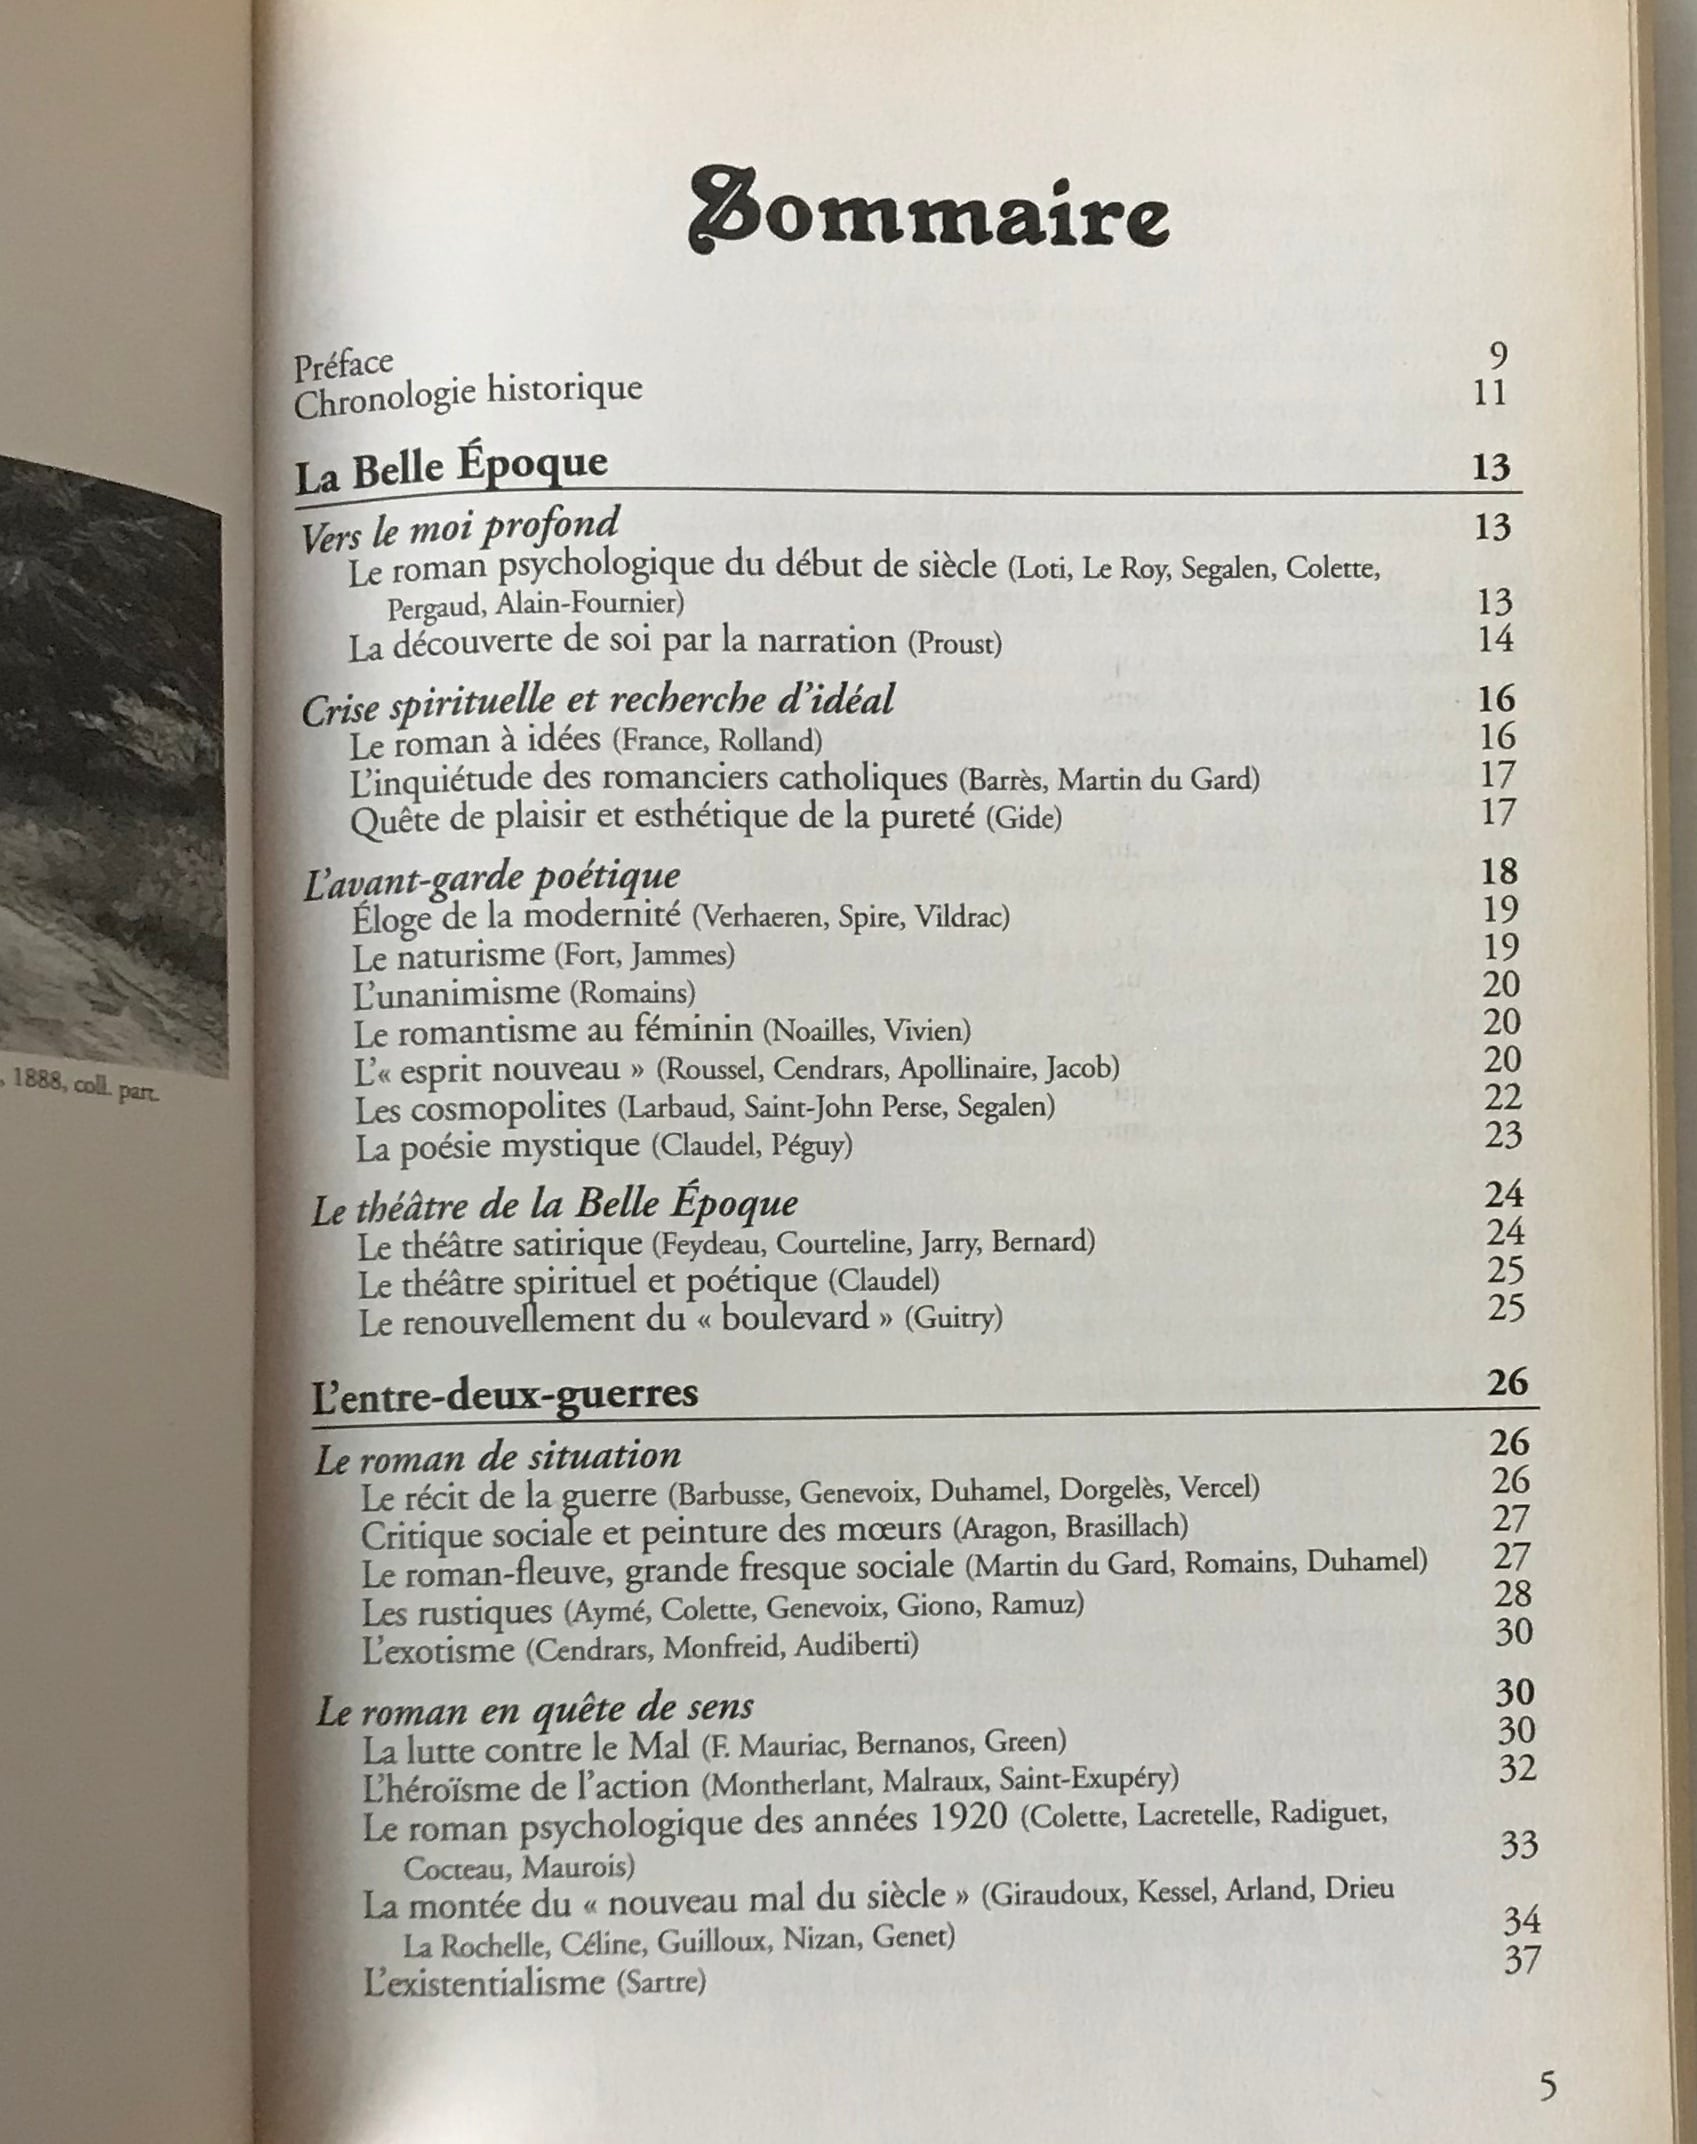 , 1888, coll. part.
Sommaire
Préface 9
Chronologie historique 11
La Belle Époque 13
Vers le moi profond 13
Le roman psychologique du début de siècle (Loti, Le Roy, Segalen, Colette,
Pergaud, Alain-Fournier) 13
La découverte de soi par la narration (Proust) 14
Crise spirituelle et recherche d'idéal 16
Le roman à idées (France, Rolland) 16
L'inquiétude des romanciers catholiques (Barrès, Martin du Gard) 17
Quête de plaisir et esthétique de la pureté (Gide) 17
L'avant-garde poétique 18
Éloge de la modernité (Verhaeren, Spire, Vildrac) 19
Le naturisme (Fort, Jammes) 19
L'unanimisme (Romains) 20
Le romantisme au féminin (Noailles, Vivien) 20
L'« esprit nouveau » (Roussel, Cendrars, Apollinaire, Jacob) 20
Les cosmopolites (Larbaud, Saint-John Perse, Segalen) 22
La poésie mystique (Claudel, Péguy) 23
Le théâtre de la Belle Époque 24
Le théâtre satirique (Feydeau, Courteline, Jarry, Bernard) 24
Le théâtre spirituel et poétique (Claudel) 25
Le renouvellement du « boulevard » (Guitry) 25
L'entre-deux-guerres 26
Le roman de situation 26
Le récit de la guerre (Barbusse, Genevoix, Duhamel, Dorgelès, Vercel) 26
Critique sociale et peinture des mœurs (Aragon, Brasillach) 27
Le roman-fleuve, grande fresque sociale (Martin du Gard, Romains, Duhamel) 27
Les rustiques (Aymé, Colette, Genevoix, Giono, Ramuz) 28
L'exotisme (Cendrars, Monfreid, Audiberti) 30
Le roman en quête de sens 30
La lutte contre le Mal (F. Mauriac, Bernanos, Green) 30
L'héroïsme de l'action (Montherlant, Malraux, Saint-Exupéry) 32
Le roman psychologique des années 1920 (Colette, Lacretelle, Radiguet,
Cocteau, Maurois) 33
La montée du « nouveau mal du siècle » (Giraudoux, Kessel, Arland, Drieu
La Rochelle, Céline, Guilloux, Nizan, Genet) 34
L'existentialisme (Sartre) 37
5